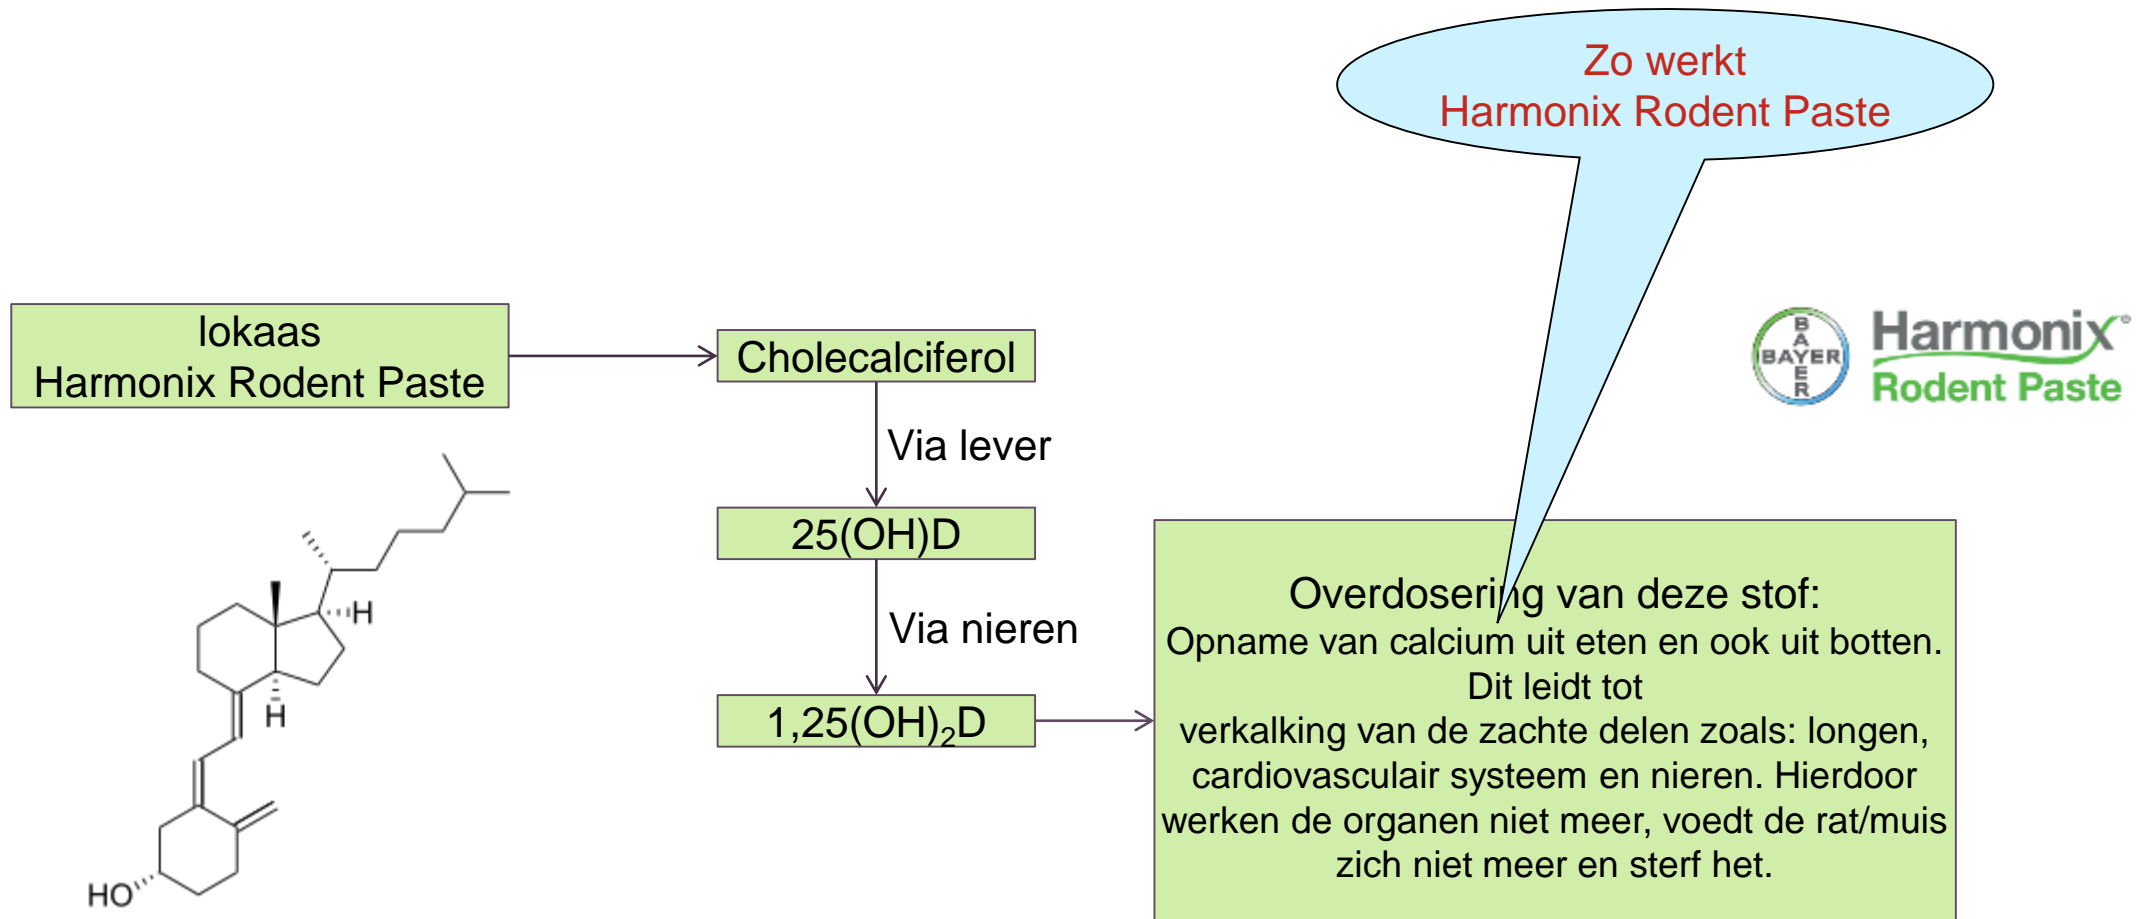 Zo werkt
Harmonix Rodent Paste
lokaas
Harmonix Rodent Paste
Cholecalciferol
BAYER
BAYER
Harmonix®
Rodent Paste
Via lever
25(OH)D
Via nieren
1,25(OH)₂D
Overdosering van deze stof:
Opname van calcium uit eten en ook uit botten.
Dit leidt tot
verkalking van de zachte delen zoals: longen,
cardiovasculair systeem en nieren. Hierdoor
werken de organen niet meer, voedt de rat/muis
zich niet meer en sterf het.
H
H
HO